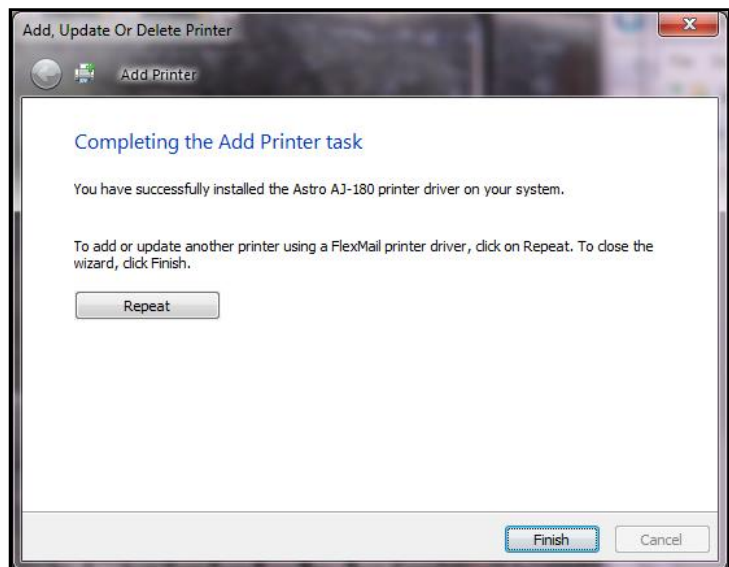 Add, Update Or Delete Printer
Add Printer
Completing the Add Printer task
You have successfully installed the Astro AJ-180 printer driver on your system.
To add or update another printer using a FlexMail printer driver, click on Repeat. To close the
wizard, click Finish.
Repeat
Finish
Cancel